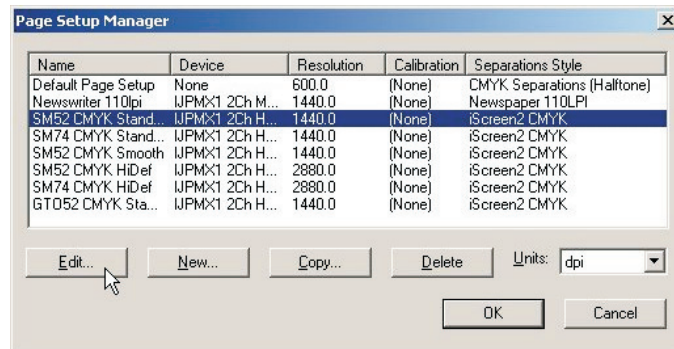 Page Setup Manager
Name Device Resolution Calibration Separations Style
Default Page Setup None 600.0 (None) CMYK Separations (Halftone)
Newswriter 110lpi IJPMX1 2Ch M... 1440.0 (None) Newspaper 110LPI
SM52 CMYK Stand... IJPMX1 2Ch H... 1440.0 (None) iScreen2 CMYK
SM74 CMYK Stand... IJPMX1 2Ch H... 1440.0 (None) iScreen2 CMYK
SM52 CMYK Smooth IJPMX1 2Ch H... 1440.0 (None) iScreen2 CMYK
SM52 CMYK HiDef IJPMX1 2Ch H... 2880.0 (None) iScreen2 CMYK
SM74 CMYK HiDef IJPMX1 2Ch H... 2880.0 (None) iScreen2 CMYK
GTO52 CMYK Sta... IJPMX1 2Ch H... 1440.0 (None) iScreen2 CMYK
Edit... New... Copy... Delete Units: dpi
OK Cancel